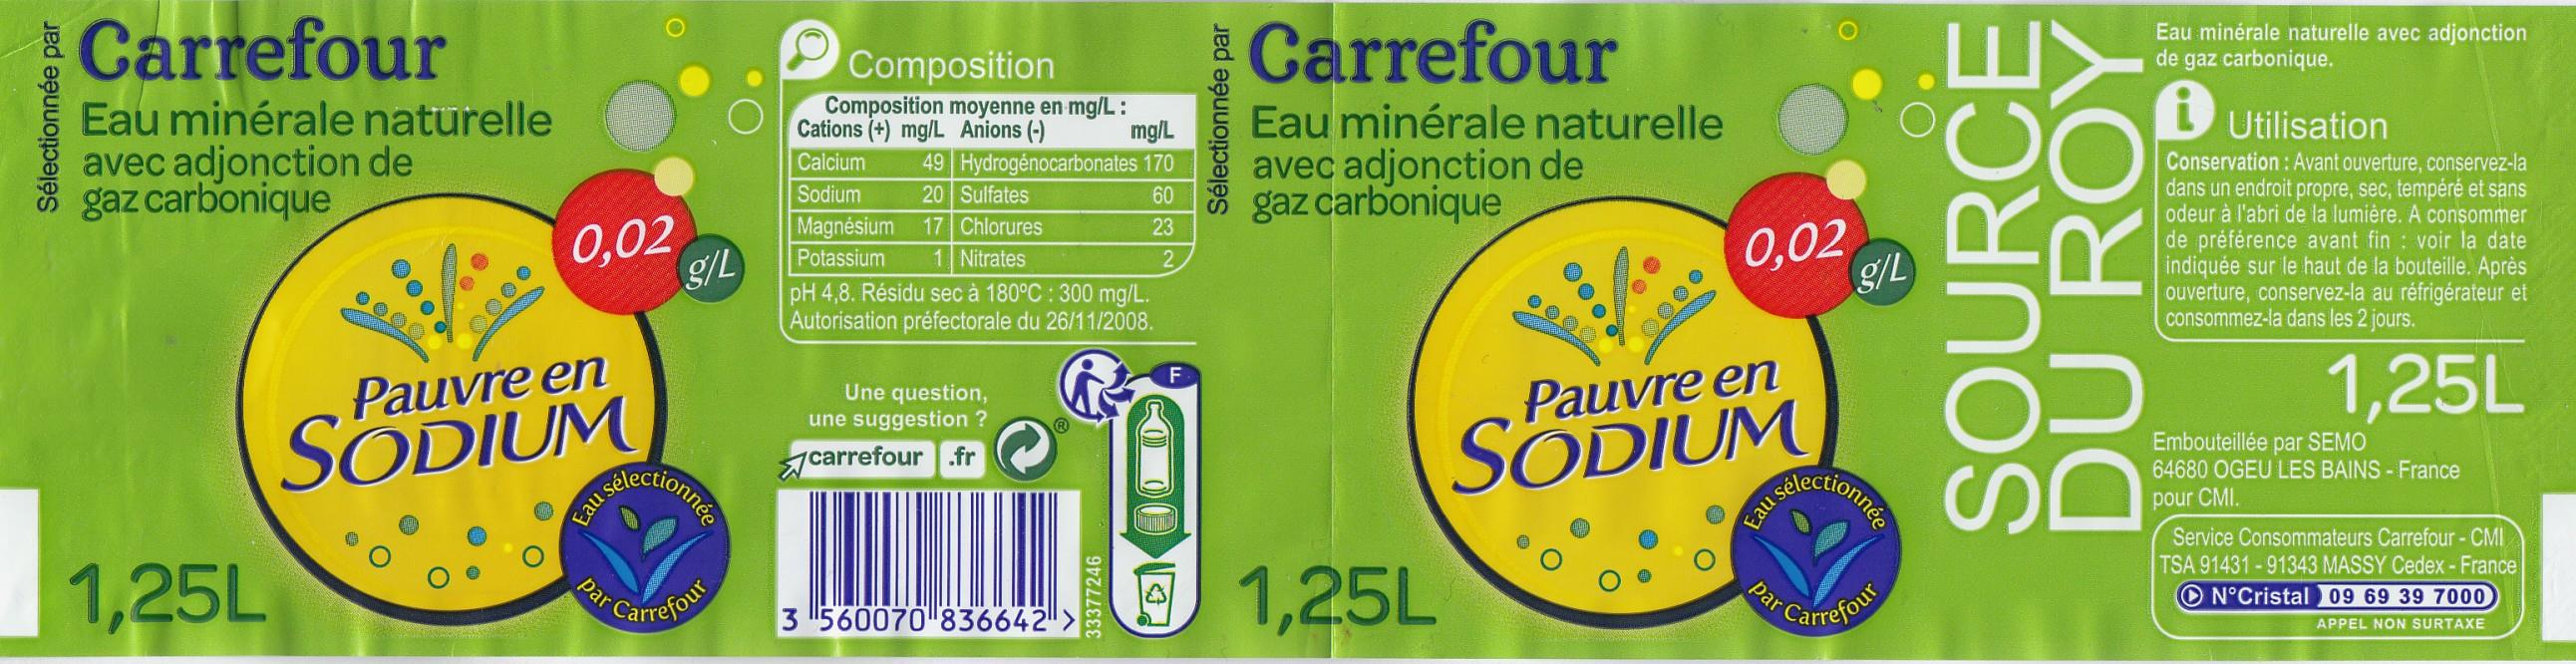 Sélectionnée par
Carrefour
Eau minérale naturelle
avec adjonction de
gaz carbonique
0,02
g/L
Pauvre en
SODIUM
Eau sélectionnée
par Carrefour
1,25L
Composition
Composition moyenne en mg/L :
Cations (+) mg/L Anions (-) mg/L
Calcium 49 Hydrogénocarbonates 170
Sodium 20 Sulfates 60
Magnésium 17 Chlorures 23
Potassium 1 Nitrates 2
pH 4,8. Résidu sec à 180ºC : 300 mg/L.
Autorisation préfectorale du 26/11/2008.
Une question,
une suggestion ?
carrefour .fr
®
F
3 560070 836642 >
33377246
Sélectionnée par
Carrefour
Eau minérale naturelle
avec adjonction de
gaz carbonique
0,02
g/L
Pauvre en
SODIUM
Eau sélectionnée
par Carrefour
1,25L
SOURCE
DU ROY
Eau minérale naturelle avec adjonction
de gaz carbonique.
i
Utilisation
Conservation : Avant ouverture, conservez-la
dans un endroit propre, sec, tempéré et sans
odeur à l'abri de la lumière. A consommer
de préférence avant fin : voir la date
indiquée sur le haut de la bouteille. Après
ouverture, conservez-la au réfrigérateur et
consommez-la dans les 2 jours.
1,25L
Embouteillée par SEMO
64680 OGEU LES BAINS - France
pour CMI.
Service Consommateurs Carrefour - CMI
TSA 91431 - 91343 MASSY Cedex - France
N°Cristal 09 69 39 7000
APPEL NON SURTAXE